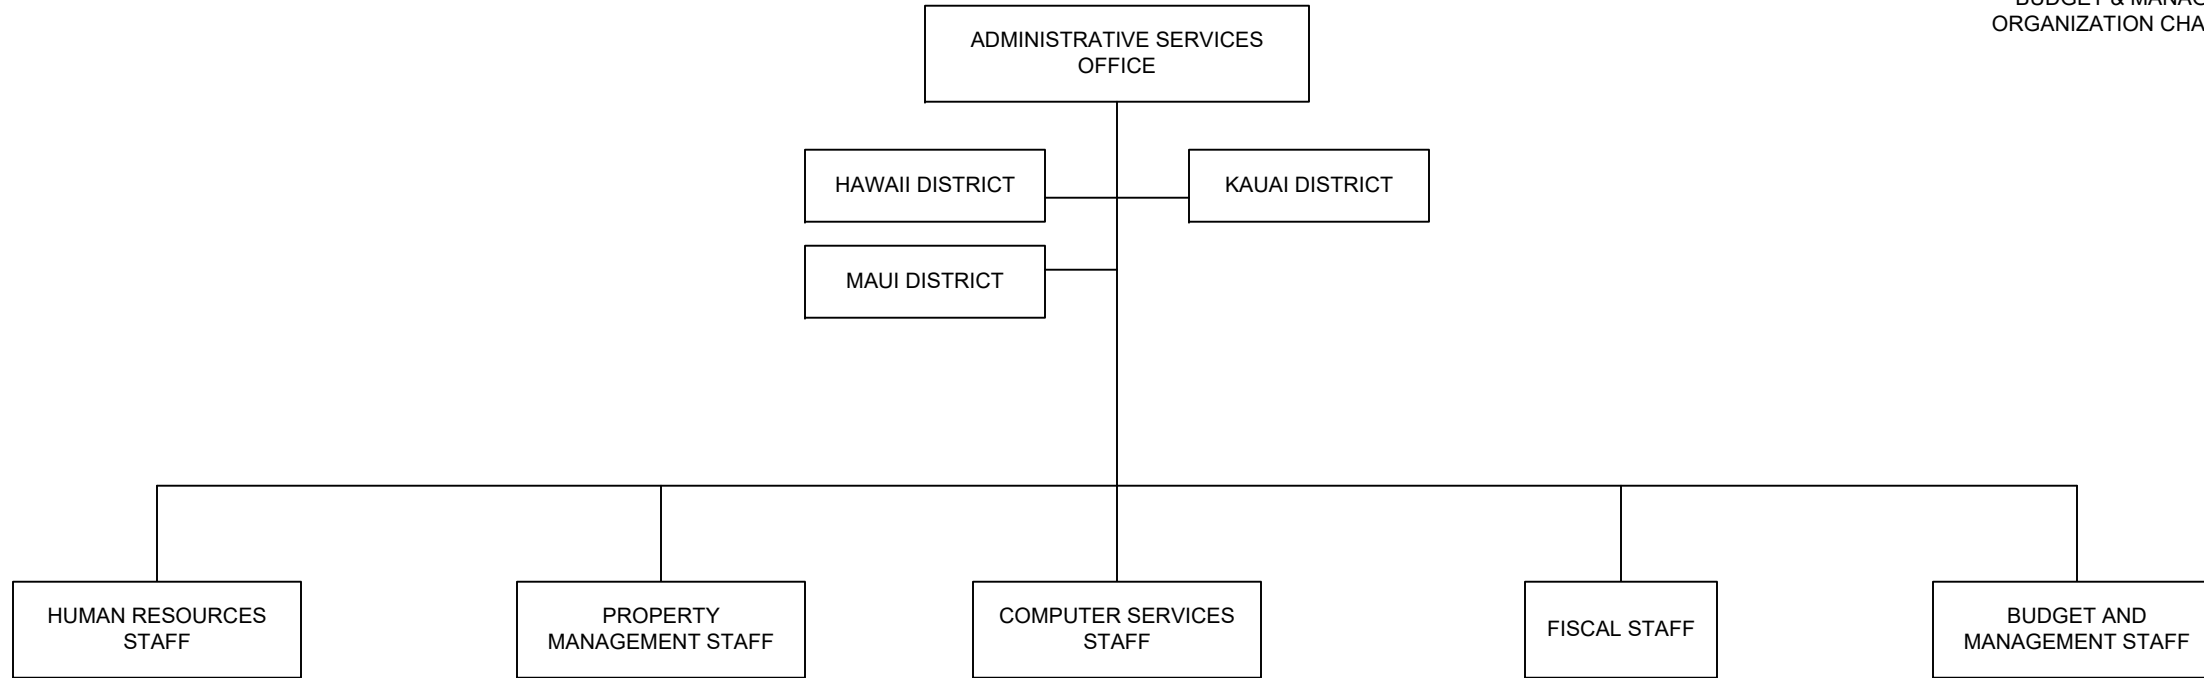 BUDGET & MANAG
ORGANIZATION CHA
ADMINISTRATIVE SERVICES
OFFICE
HAWAII DISTRICT
KAUAI DISTRICT
MAUI DISTRICT
HUMAN RESOURCES
STAFF
PROPERTY
MANAGEMENT STAFF
COMPUTER SERVICES
STAFF
FISCAL STAFF
BUDGET AND
MANAGEMENT STAFF